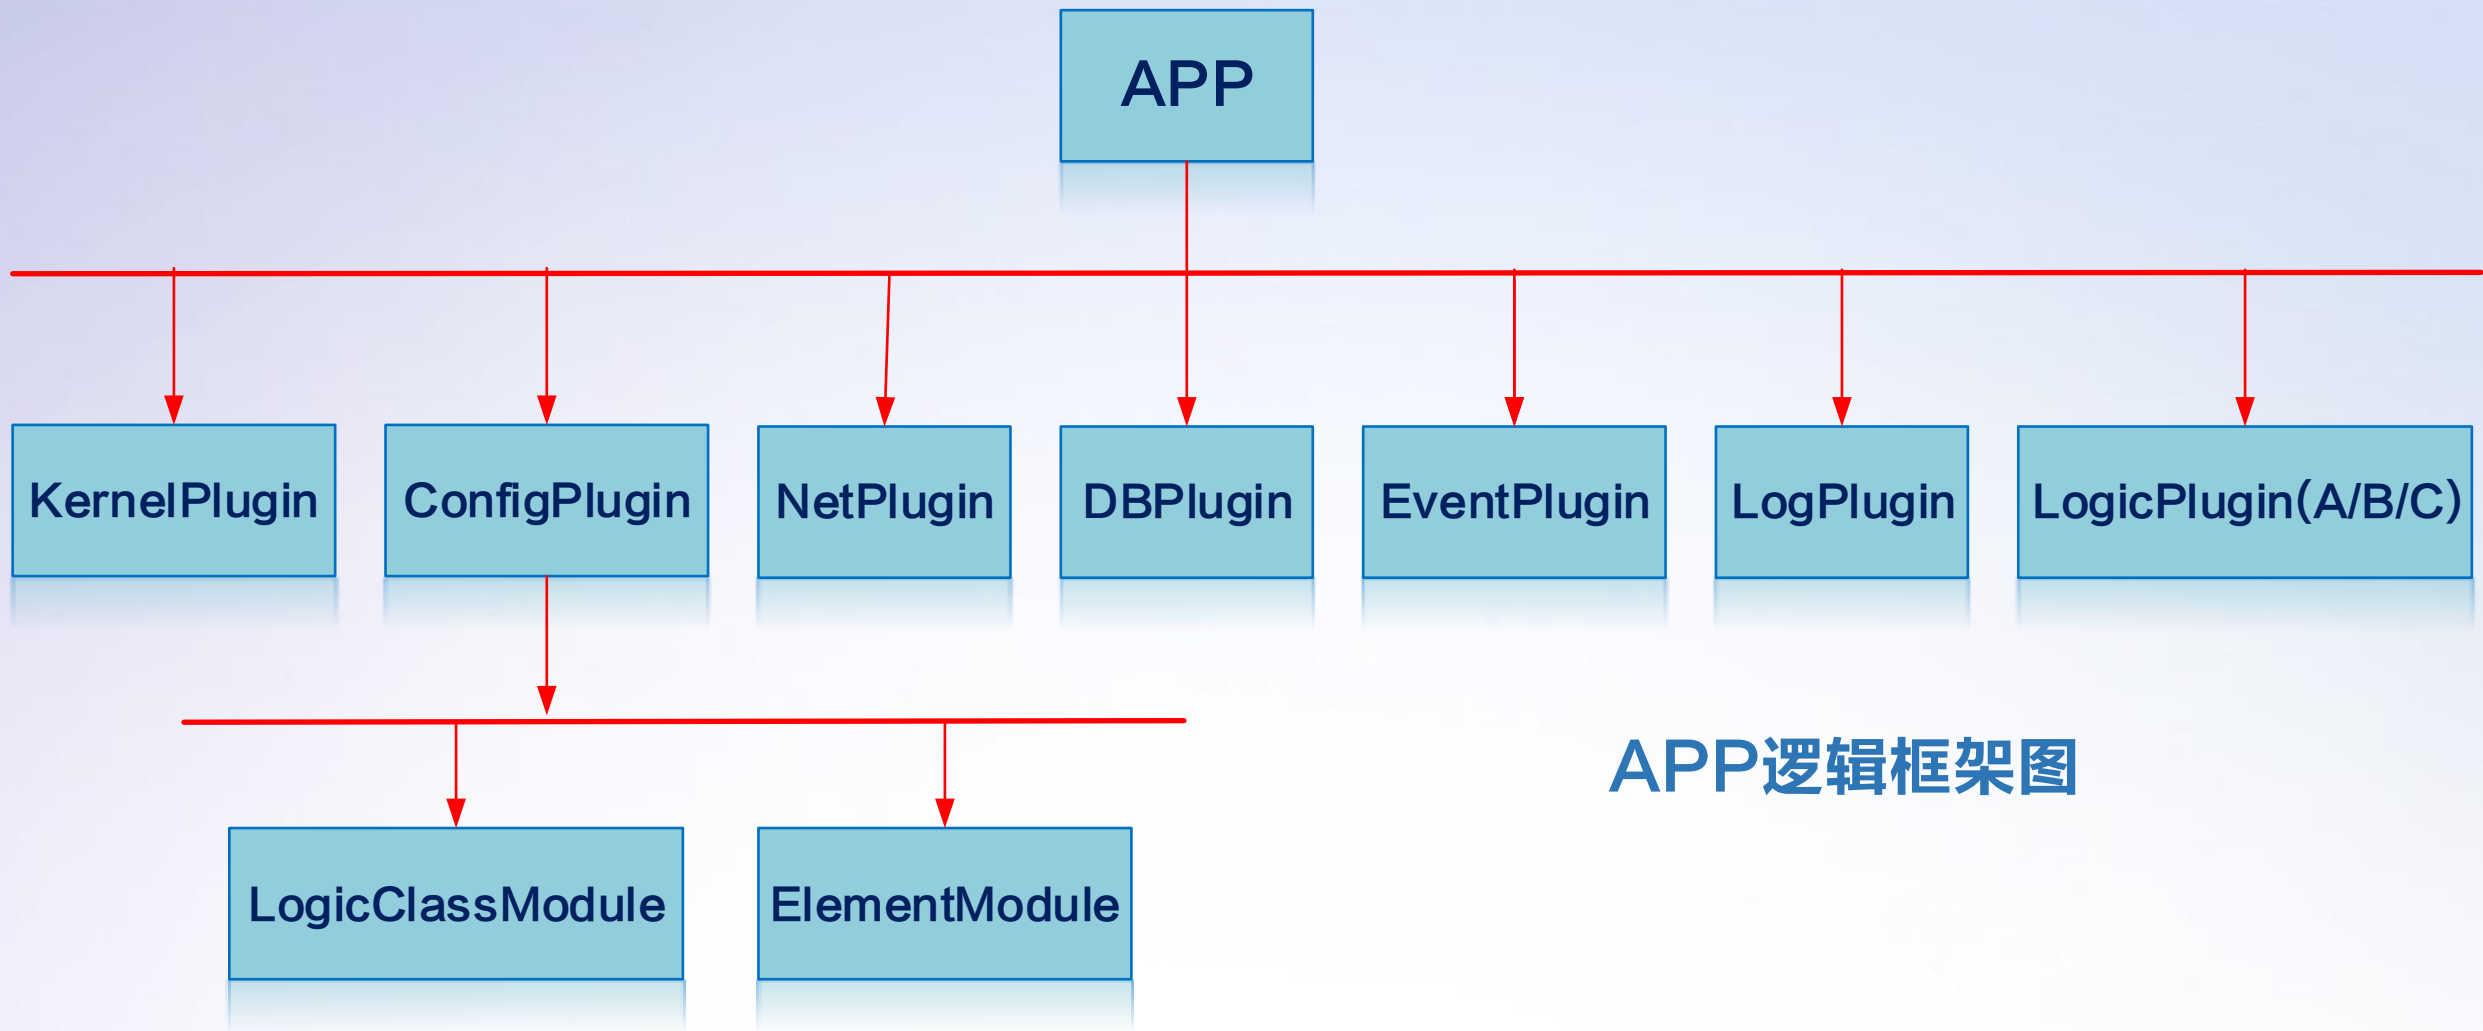 APP
KernelPlugin
ConfigPlugin
NetPlugin
DBPlugin
EventPlugin
LogPlugin
LogicPlugin(A/B/C)
APP逻辑框架图
LogicClassModule
ElementModule